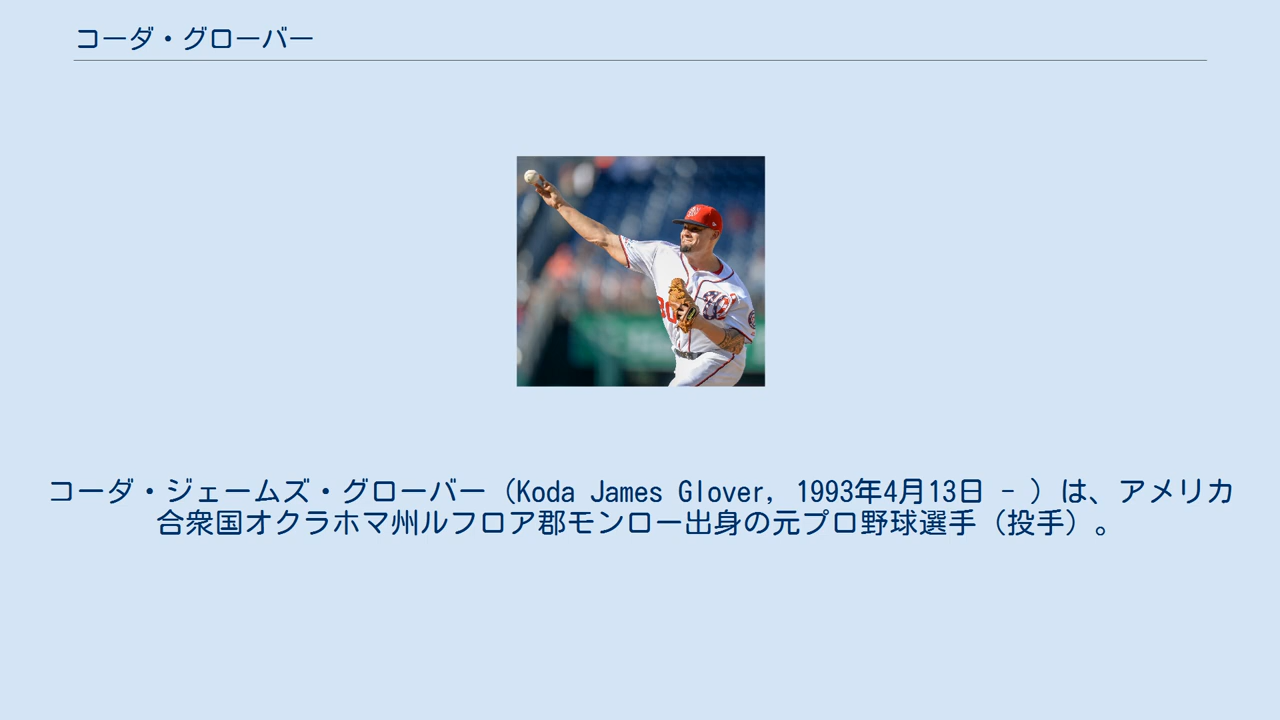 コーダ・グローバー
コーダ・ジェームズ・グローバー（Koda James Glover, 1993年4月13日 - ）は、アメリカ
合衆国オクラホマ州ルフロア郡モンロー出身の元プロ野球選手（投手）。